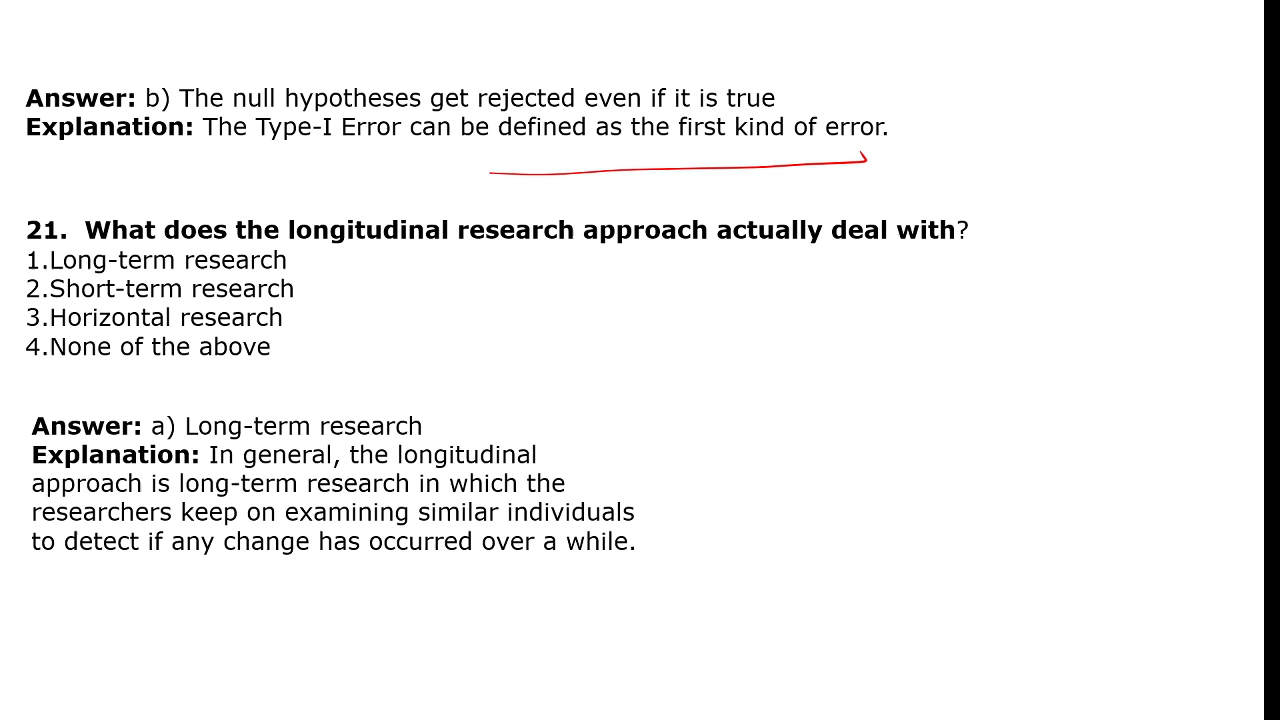 Answer: b) The null hypotheses get rejected even if it is true
Explanation: The Type-I Error can be defined as the first kind of error.
21.  What does the longitudinal research approach actually deal with?
1.Long-term research
2.Short-term research
3.Horizontal research
4.None of the above
Answer: a) Long-term research
Explanation: In general, the longitudinal
approach is long-term research in which the
researchers keep on examining similar individuals
to detect if any change has occurred over a while.